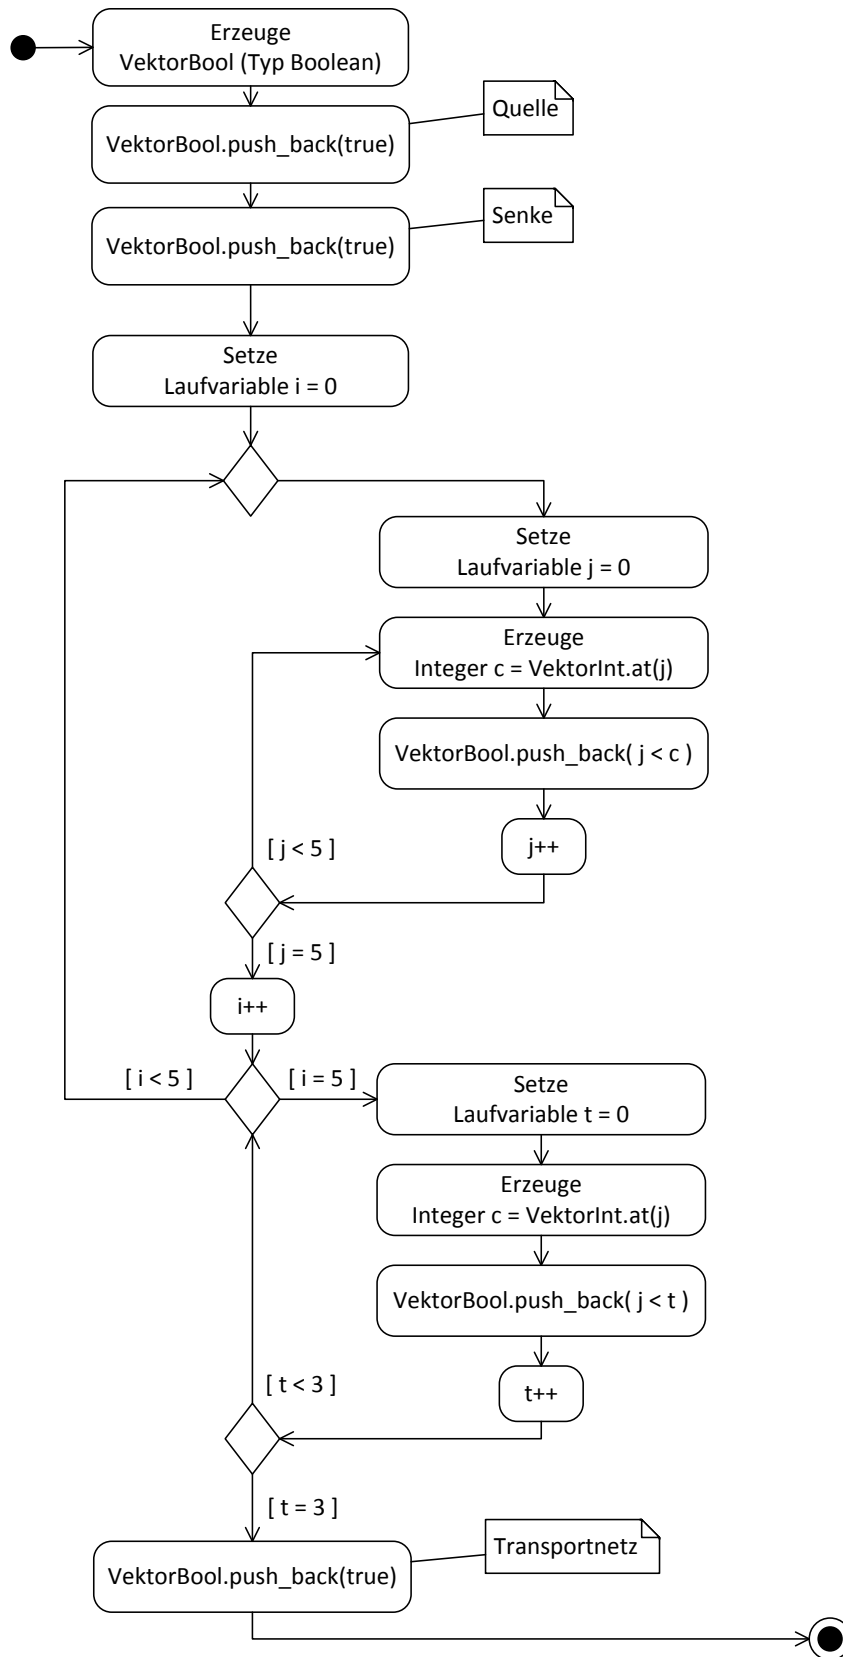 Erzeuge
VektorBool (Typ Boolean)
VektorBool.push_back(true)
Quelle
VektorBool.push_back(true)
Senke
Setze
Laufvariable i = 0
Setze
Laufvariable j = 0
Erzeuge
Integer c = VektorInt.at(j)
VektorBool.push_back( j < c )
j++
[ j < 5 ]
[ j = 5 ]
i++
[ i < 5 ]
[ i = 5 ]
Setze
Laufvariable t = 0
Erzeuge
Integer c = VektorInt.at(j)
VektorBool.push_back( j < t )
t++
[ t < 3 ]
[ t = 3 ]
VektorBool.push_back(true)
Transportnetz